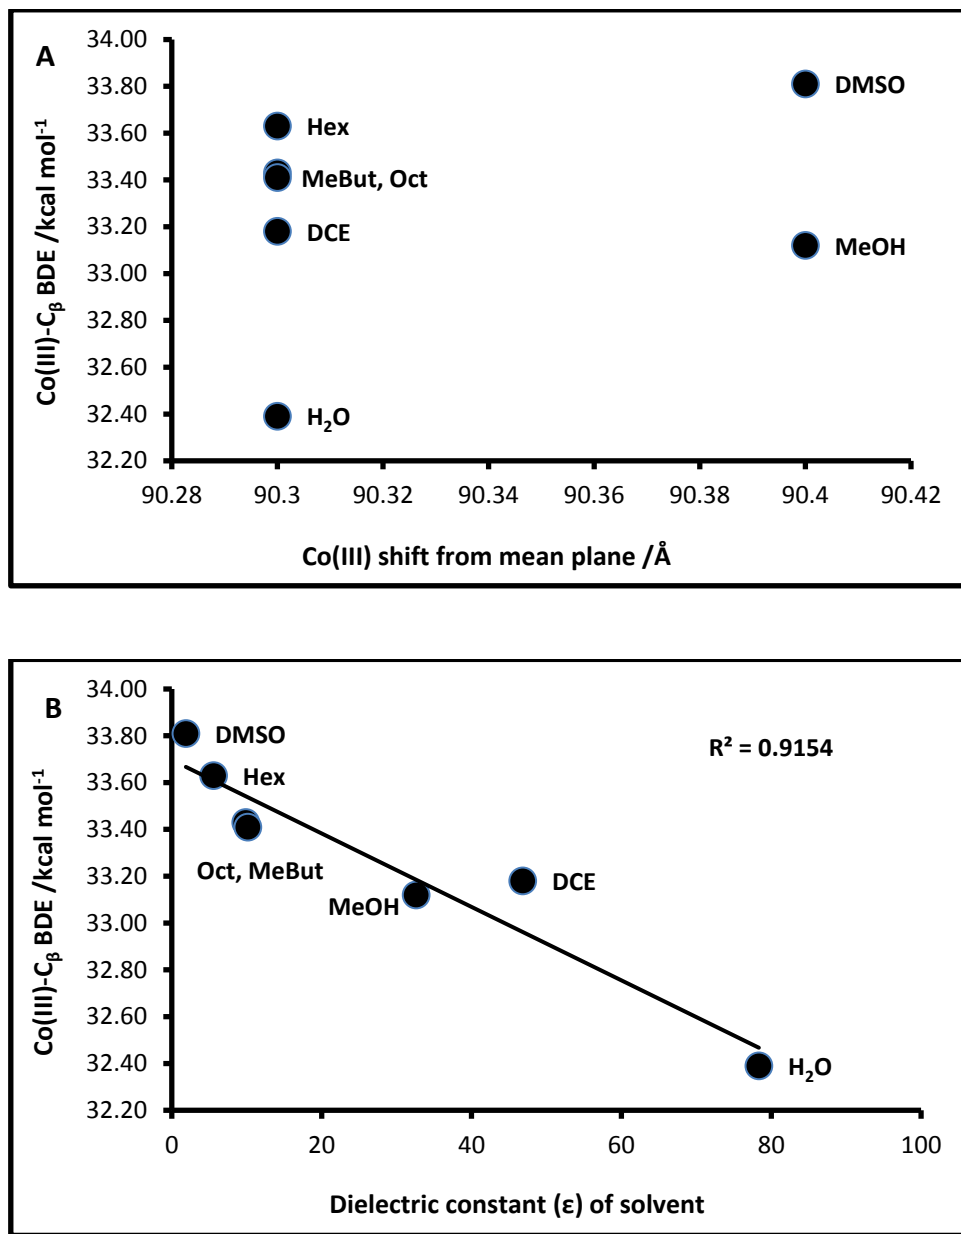 A
Co(III)-Cβ BDE /kcal mol-1
34.00
33.80
33.60
33.40
33.20
33.00
32.80
32.60
32.40
32.20
DMSO
Hex
MeBut, Oct
DCE
MeOH
H2O
90.28 90.3 90.32 90.34 90.36 90.38 90.4 90.42
Co(III) shift from mean plane /Å
B
Co(III)-Cβ BDE /kcal mol-1
34.00
33.80
33.60
33.40
33.20
33.00
32.80
32.60
32.40
32.20
DMSO
R² = 0.9154
Hex
Oct, MeBut
DCE
MeOH
H2O
0 20 40 60 80 100
Dielectric constant (ε) of solvent